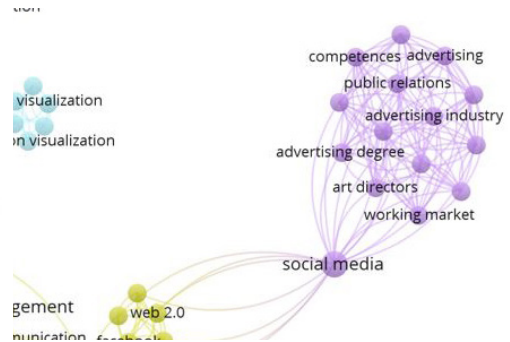 competences advertising
public relations
visualization
advertising industry
visualization
advertising degree
art directors
working market
social media
web 2.0
facebook